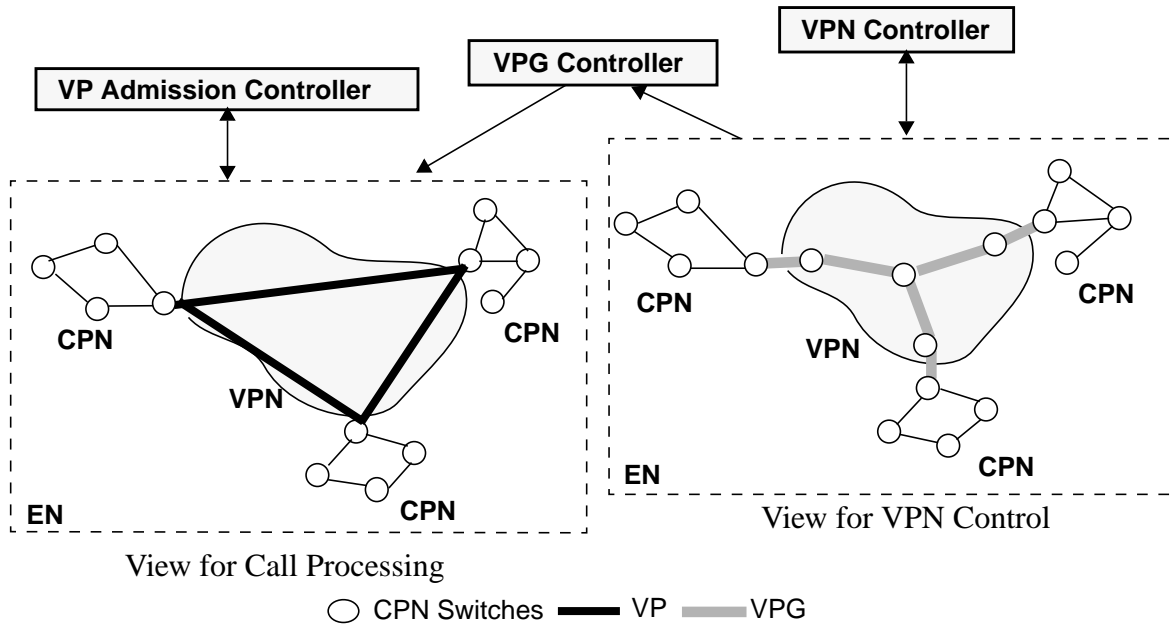 VPN Controller
VPG Controller
VP Admission Controller
CPN
CPN
VPN
CPN
EN
View for Call Processing
CPN
CPN
VPN
CPN
EN
View for VPN Control
CPN Switches VP VPG